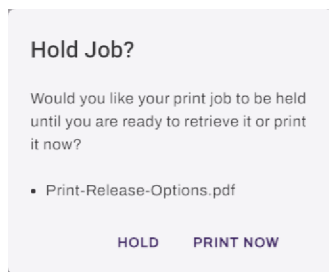 Hold Job?
Would you like your print job to be held
until you are ready to retrieve it or print
it now?
▪ Print-Release-Options.pdf
HOLD PRINT NOW